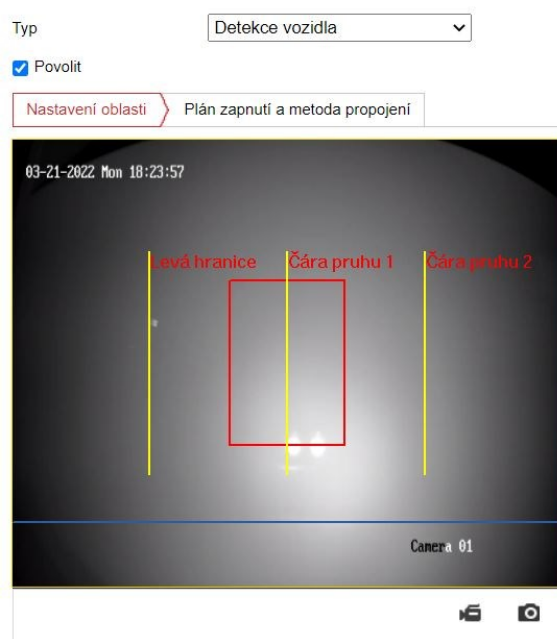 Typ Detekce vozidla
Povolit
Nastavení oblasti Plán zapnutí a metoda propojení
03-21-2022 Mon 18:23:57
Levá hranice Čára pruhu 1 Čára pruhu 2
Camera 01